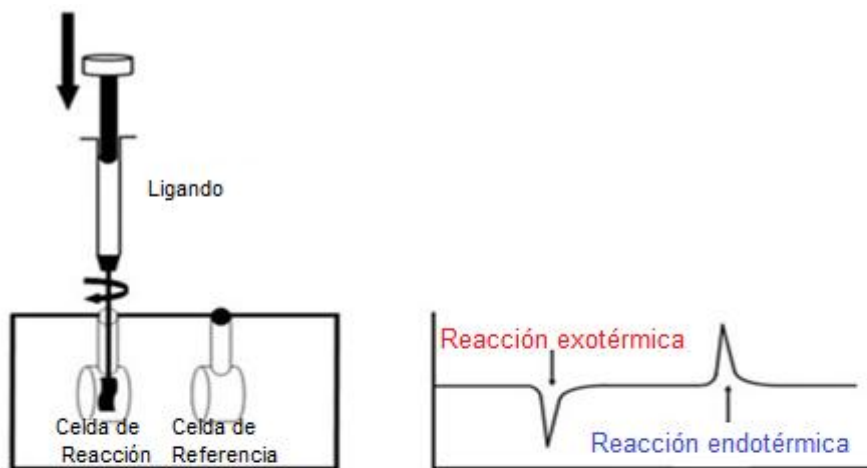 Ligando
Celda de
Reacción
Celda de
Referencia
Reacción exotérmica
Reacción endotérmica